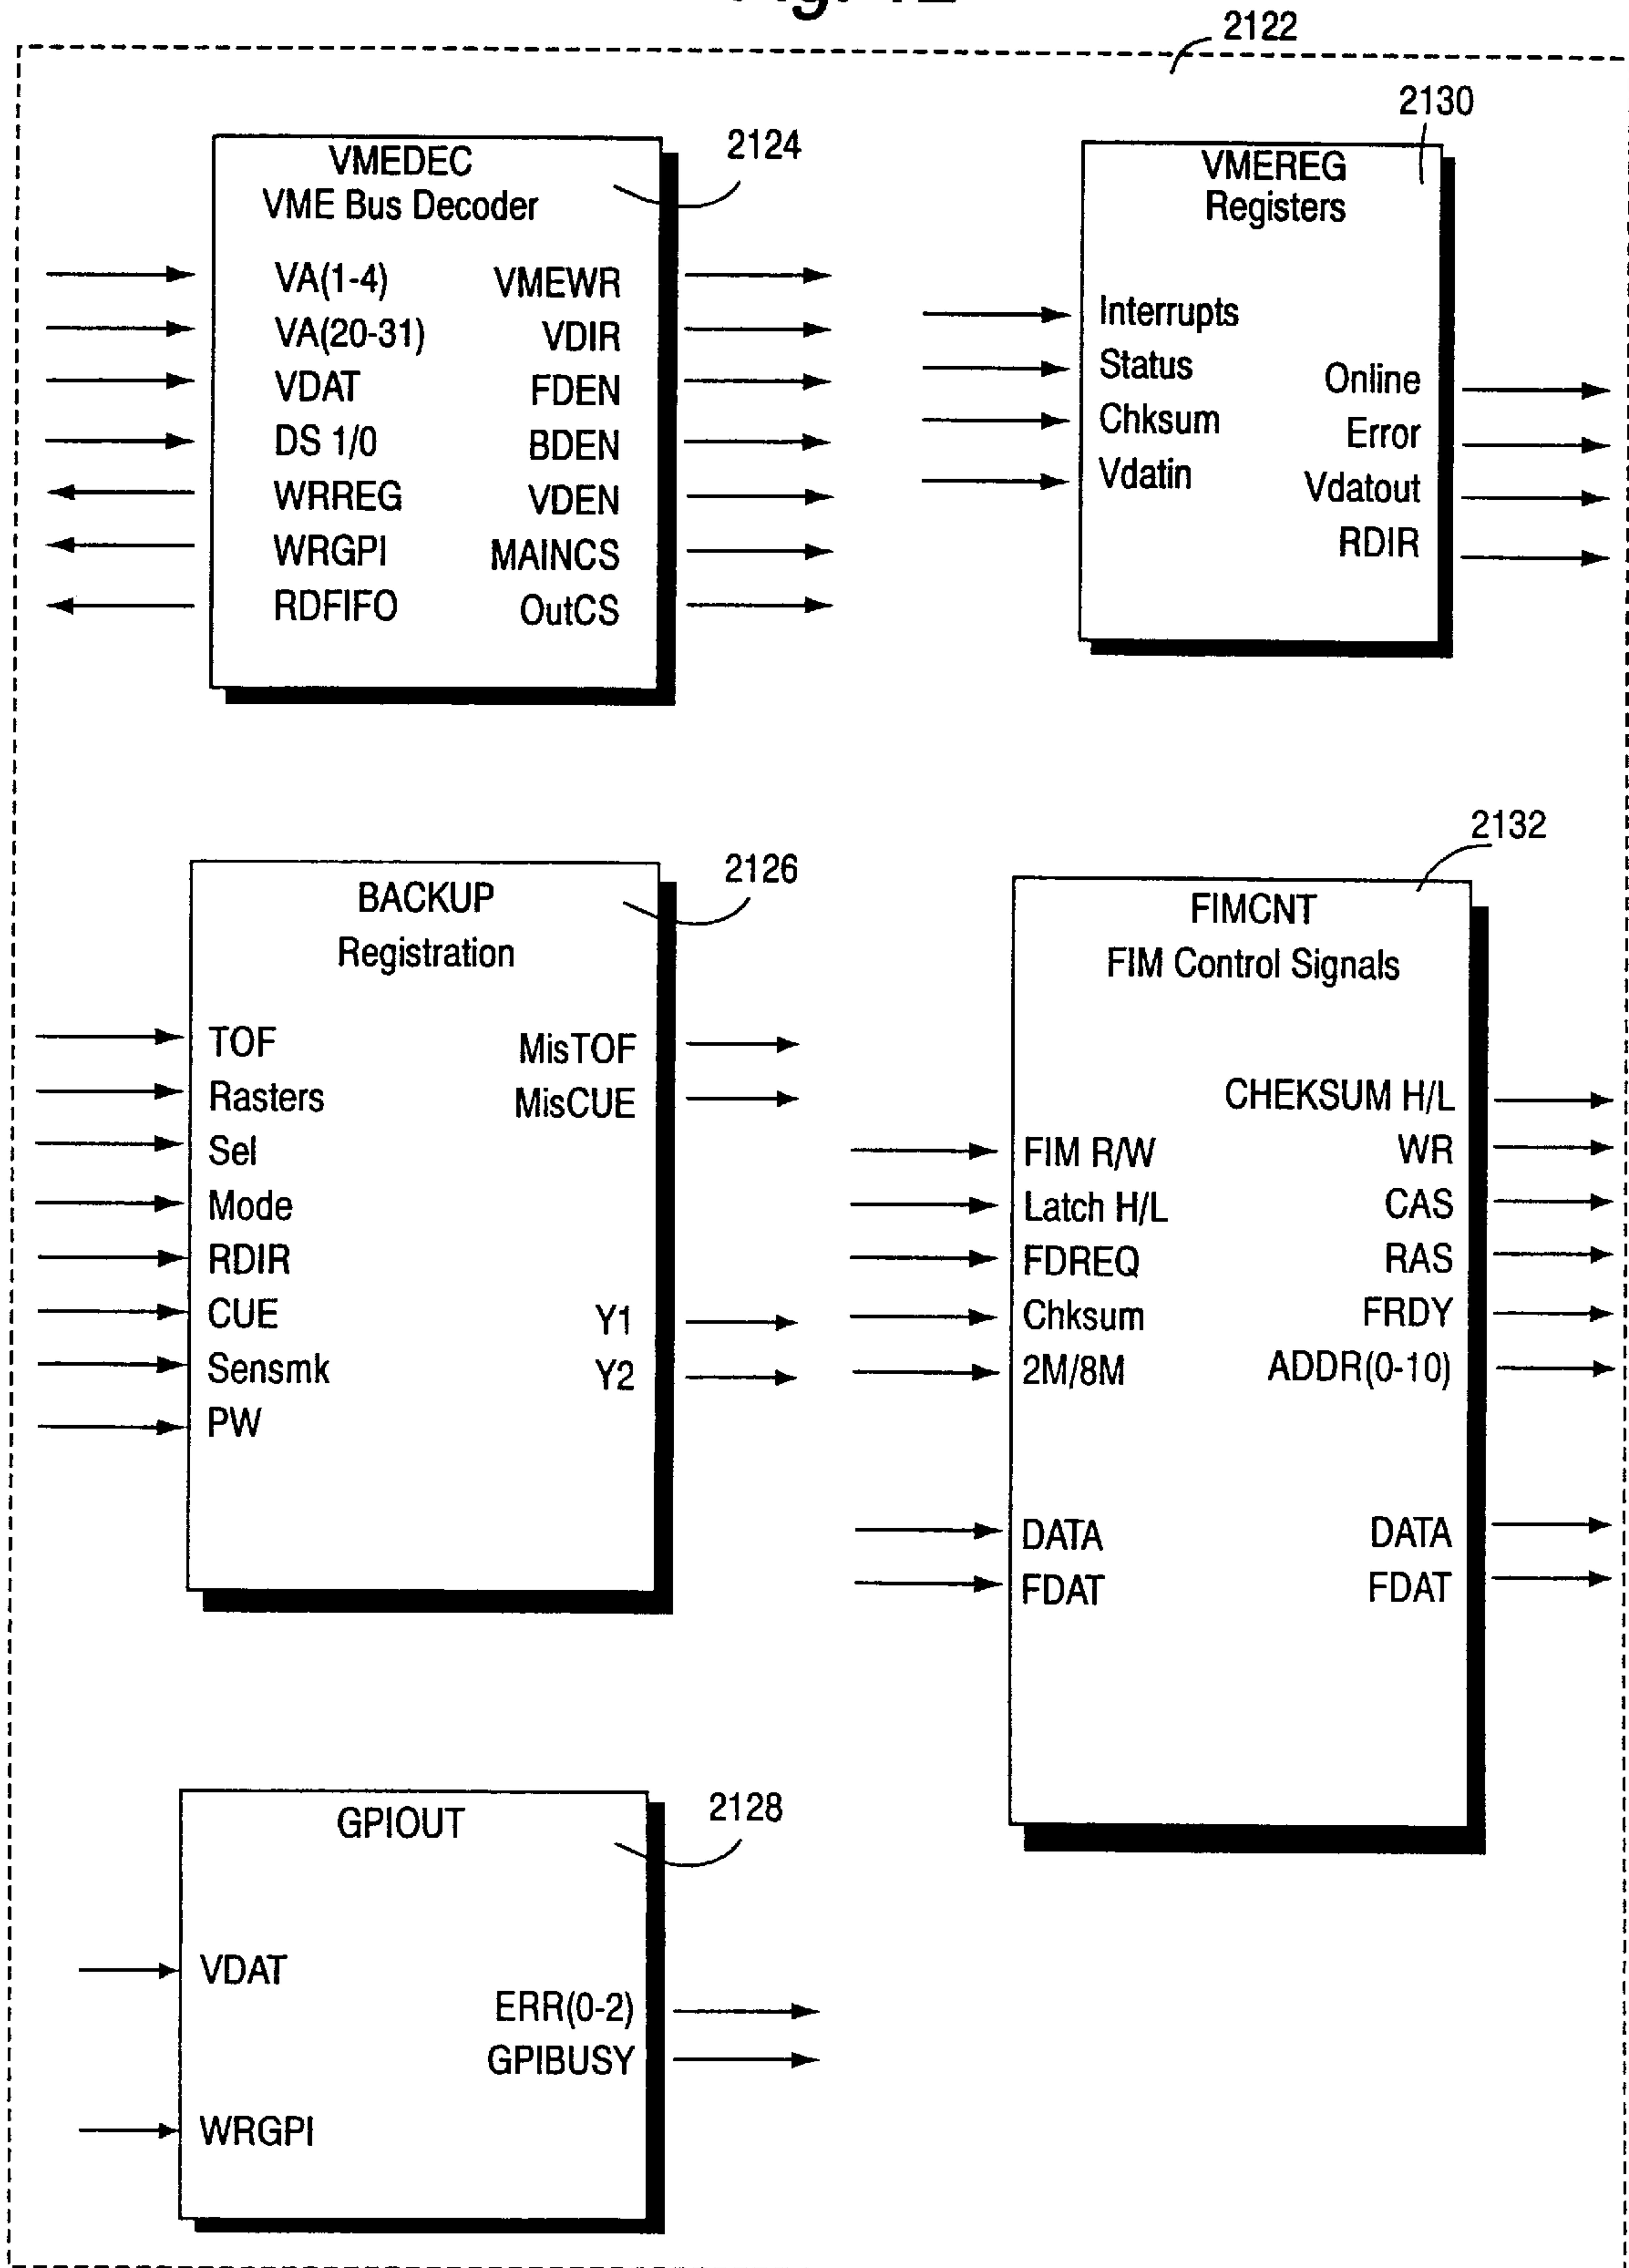 2122
2124
VMEDEC
VME Bus Decoder
VA(1-4)
VA(20-31)
VDAT
DS 1/0
WRREG
WRGPI
RDFIFO
VMEWR
VDIR
FDEN
BDEN
VDEN
MAINCS
OutCS
2130
VMEREG
Registers
Interrupts
Status
Chksum
Vdatin
Online
Error
Vdatout
RDIR
2126
BACKUP
Registration
TOF
Rasters
Sel
Mode
RDIR
CUE
Sensmk
PW
MisTOF
MisCUE
Y1
Y2
2132
FIMCNT
FIM Control Signals
FIM R/W
Latch H/L
FDREQ
Chksum
2M/8M
DATA
FDAT
CHEKSUM H/L
WR
CAS
RAS
FRDY
ADDR(0-10)
DATA
FDAT
2128
GPIOUT
VDAT
WRGPI
ERR(0-2)
GPIBUSY